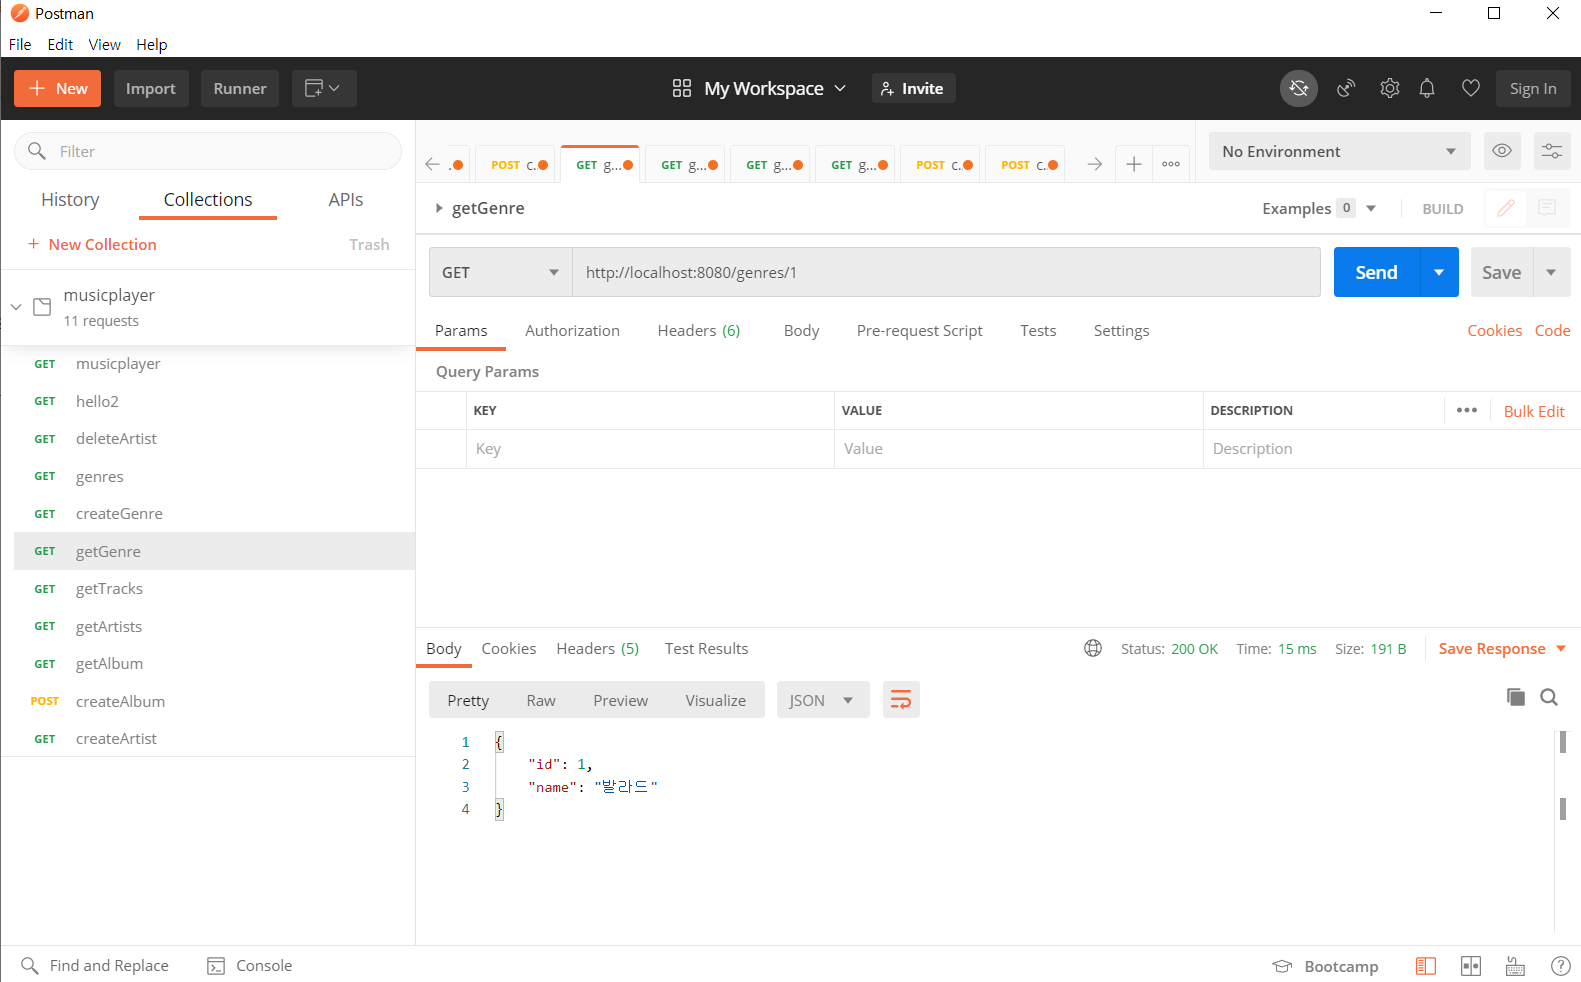 Postman
File Edit View Help
New Import Runner My Workspace Invite Sign In
Filter
History Collections APIs
+ New Collection Trash
musicplayer
11 requests
GET musicplayer
GET hello2
GET deleteArtist
GET genres
GET createGenre
GET getGenre
GET getTracks
GET getArtists
GET getAlbum
POST createAlbum
GET createArtist
. POST c. GET g... GET g... GET g... GET g... POST c. POST c. No Environment
getGenre Examples 0 BUILD
GET http://localhost:8080/genres/1 Send Save
Params Authorization Headers (6) Body Pre-request Script Tests Settings Cookies Code
Query Params
KEY VALUE DESCRIPTION Bulk Edit
Key Value Description
Body Cookies Headers (5) Test Results Status: 200 OK Time: 15 ms Size: 191 B Save Response
Pretty Raw Preview Visualize JSON
1 {
2 "id": 1,
3 "name": "발라드"
4 }
Find and Replace Console Bootcamp